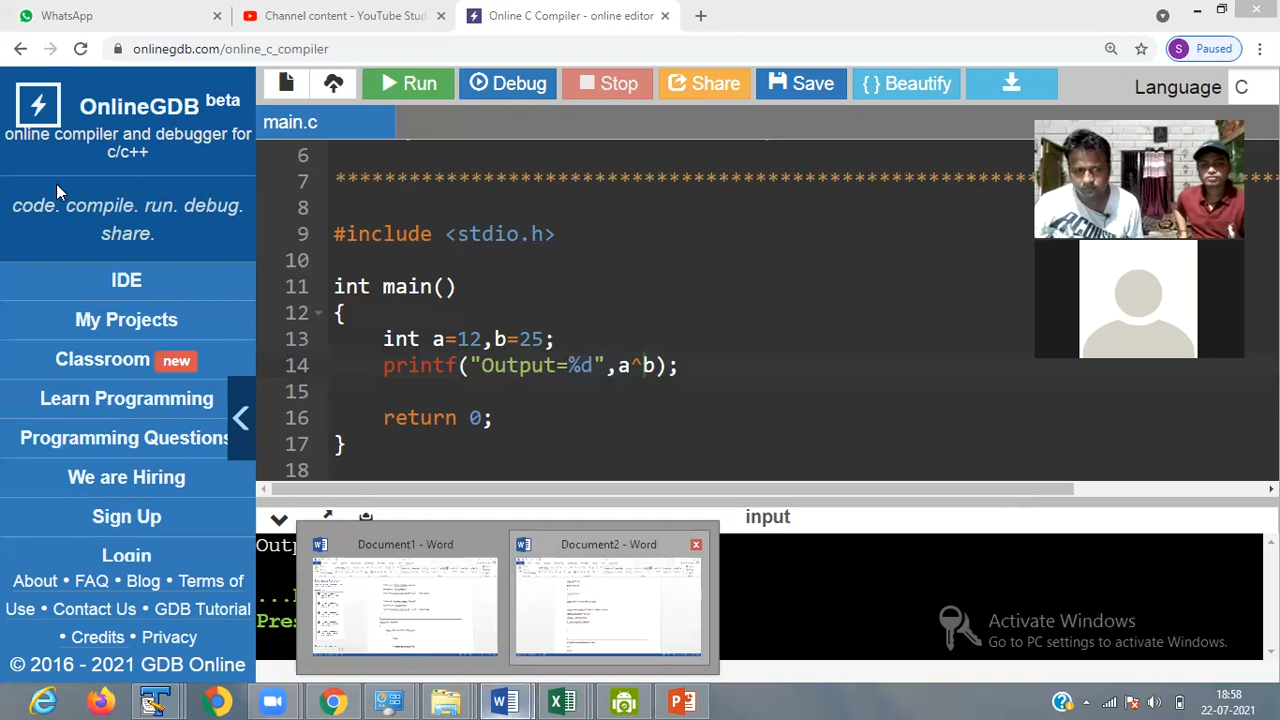 WhatsApp
Channel content - YouTube Stud
Online C Compiler - online editor
onlinegdb.com/online_c_compiler
S
Paused
OnlineGDB beta
online compiler and debugger for
c/c++
code. compile. run. debug.
share.
IDE
My Projects
Classroom new
Learn Programming
Programming Questions
We are Hiring
Sign Up
Login
About • FAQ • Blog • Terms of
Use • Contact Us • GDB Tutorial
• Credits • Privacy
© 2016 - 2021 GDB Online
Run
Debug
Stop
Share
Save
{ } Beautify
Language C
main.c
6
7 ******************************************************************************
8
9 #include <stdio.h>
10
11 int main()
12 {
13 int a=12,b=25;
14 printf("Output=%d",a^b);
15
16 return 0;
17 }
18
input
Document1 - Word
Document2 - Word
Activate Windows
Go to PC settings to activate Windows.
18:58
22-07-2021